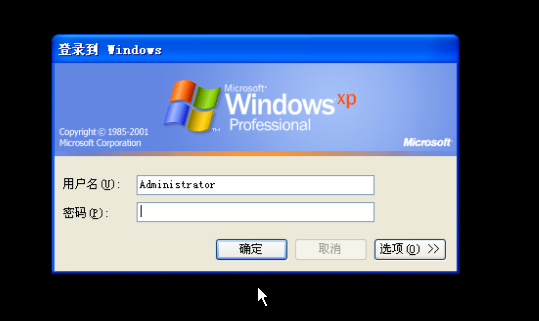 登录到 Windows
Microsoft®
Windows xp
Professional
Copyright © 1985-2001
Microsoft Corporation
Microsoft
用户名(U):
Administrator
密码(P):
确定
取消
选项(O) >>